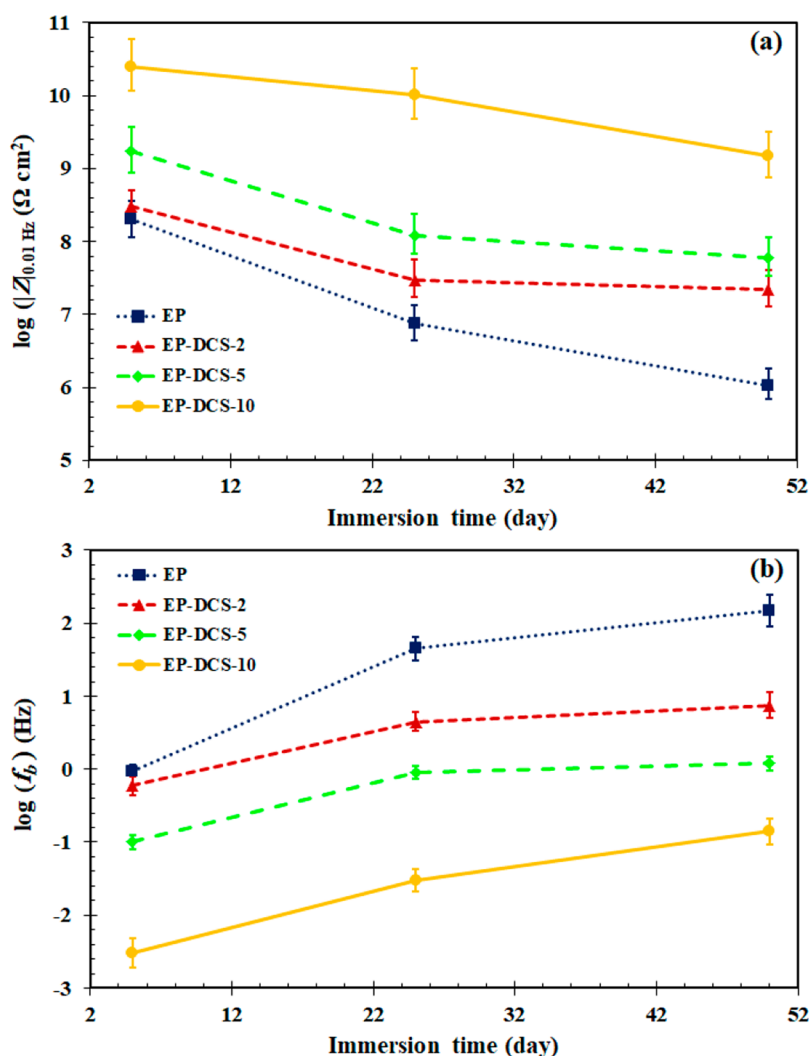 11
(a)
10
9
8
7
6
5
log (|Z|0.01 Hz (Ω cm²)
EP
EP-DCS-2
EP-DCS-5
EP-DCS-10
2 12 22 32 42 52
Immersion time (day)
3
(b)
2
1
0
-1
-2
-3
log (fb) (Hz)
EP
EP-DCS-2
EP-DCS-5
EP-DCS-10
2 12 22 32 42 52
Immersion time (day)